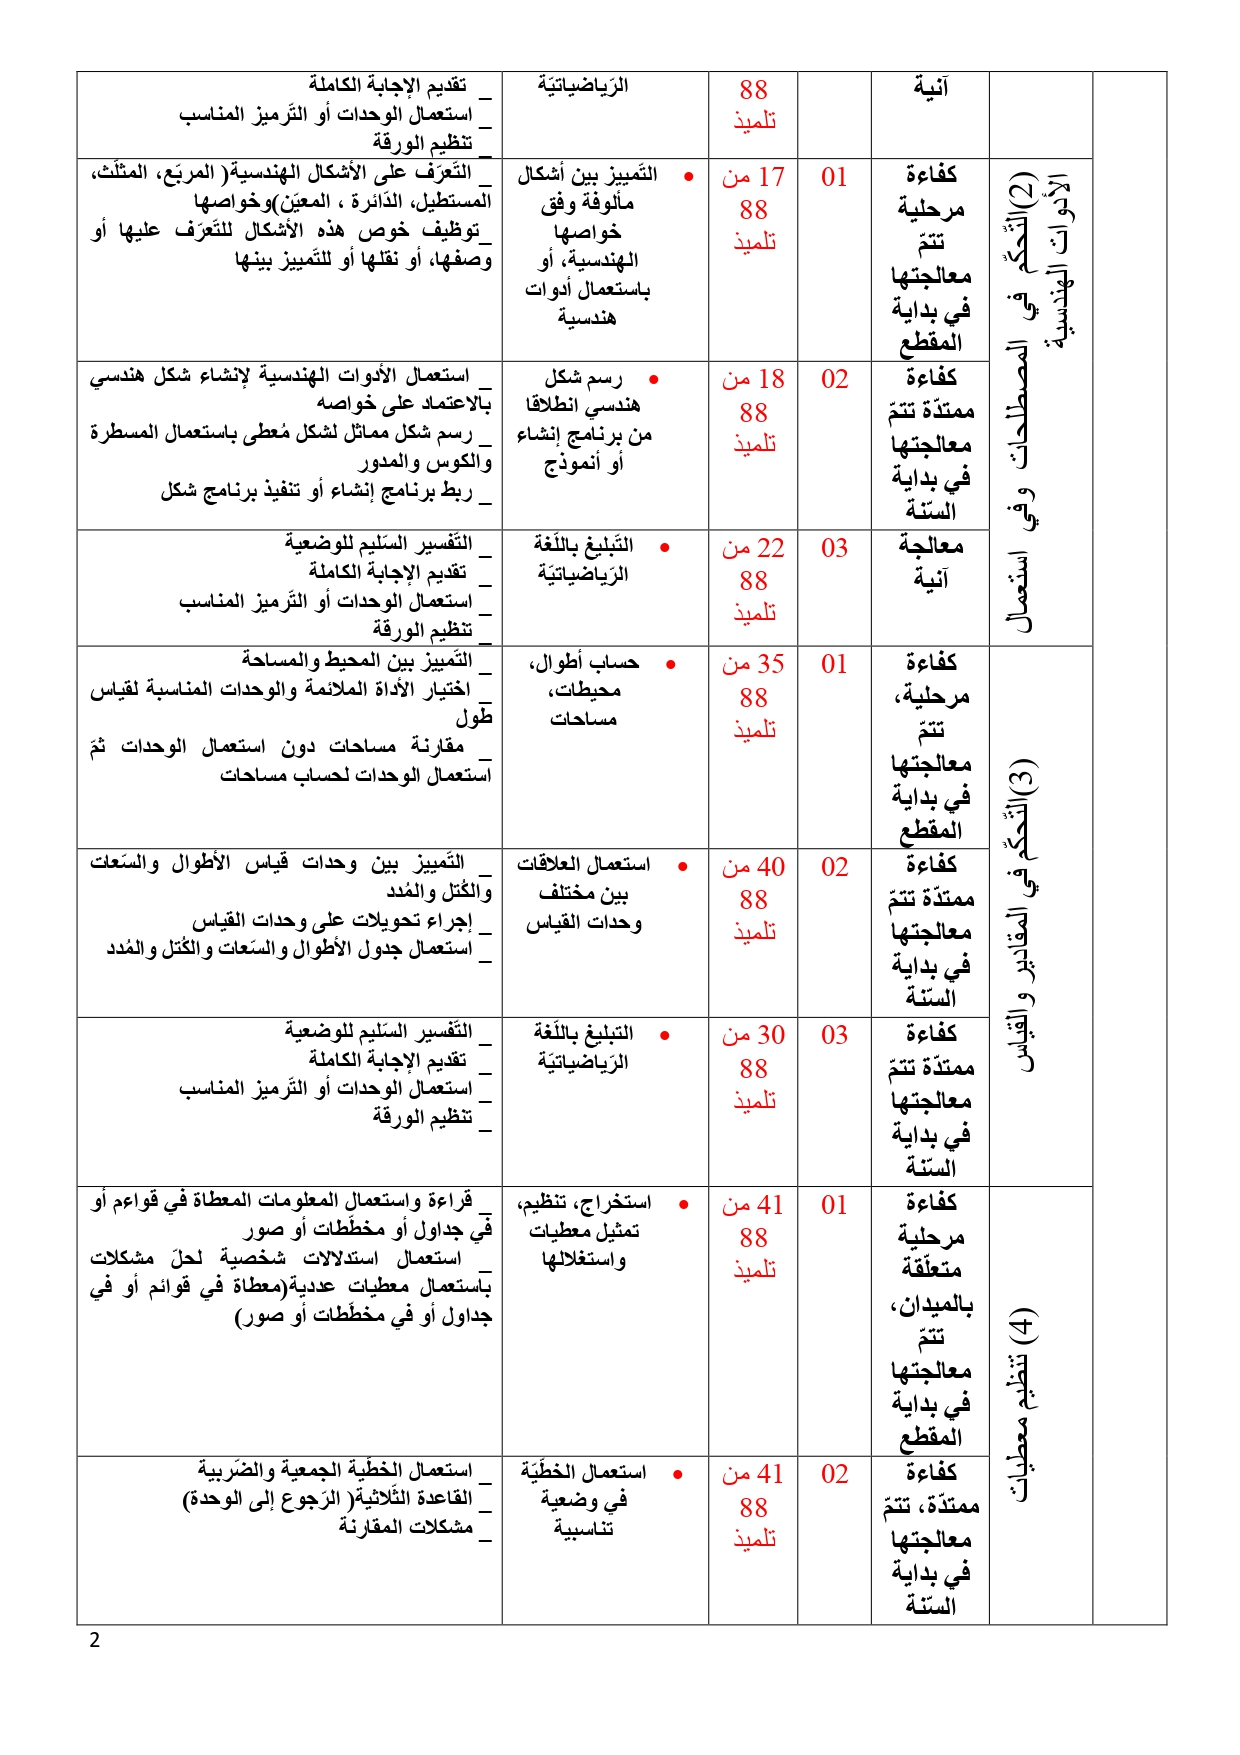 آنية
88
تلميذ
الرَياضياتيَة
_ تقديم الإجابة الكاملة
_ استعمال الوحدات أو التَرميز المناسب
_ تنظيم الورقة
(2)التّحكّم في المصطلحات وفي استعمال
الأدوات الهندسية
كفاءة
مرحلية
تتمّ
معالجتها
في بداية
المقطع
01
17 من
88
تلميذ
• التَمييز بين أشكال
مألوفة وفق
خواصها
الهندسية، أو
باستعمال أدوات
هندسية
_ التَعرَف على الأشكال الهندسية( المربَع، المثلَث،
المستطيل، الدَائرة ، المعيَن)وخواصها
_توظيف خوص هذه الأشكال للتَعرَف عليها أو
وصفها، أو نقلها أو للتَمييز بينها
كفاءة
ممتدّة تتمّ
معالجتها
في بداية
السّنة
02
18 من
88
تلميذ
• رسم شكل
هندسي انطلاقا
من برنامج إنشاء
أو أنموذج
_ استعمال الأدوات الهندسية لإنشاء شكل هندسي
بالاعتماد على خواصه
_ رسم شكل مماثل لشكل مُعطى باستعمال المسطرة
والكوس والمدور
_ ربط برنامج إنشاء أو تنفيذ برنامج شكل
معالجة
آنية
03
22 من
88
تلميذ
• التَبليغ باللَغة
الرَياضياتيَة
_ التَفسير السَليم للوضعية
_ تقديم الإجابة الكاملة
_ استعمال الوحدات أو التَرميز المناسب
_ تنظيم الورقة
(3)التّحكّم في المقادير والقياس
كفاءة
مرحلية،
تتمّ
معالجتها
في بداية
المقطع
01
35 من
88
تلميذ
• حساب أطوال،
محيطات،
مساحات
_ التَمييز بين المحيط والمساحة
_ اختيار الأداة الملائمة والوحدات المناسبة لقياس
طول
_ مقارنة مساحات دون استعمال الوحدات ثمَ
استعمال الوحدات لحساب مساحات
كفاءة
ممتدّة تتمّ
معالجتها
في بداية
السّنة
02
40 من
88
تلميذ
• استعمال العلاقات
بين مختلف
وحدات القياس
_ التَمييز بين وحدات قياس الأطوال والسَعات
والكُتل والمُدد
_ إجراء تحويلات على وحدات القياس
_ استعمال جدول الأطوال والسَعات والكُتل والمُدد
كفاءة
ممتدّة تتمّ
معالجتها
في بداية
السّنة
03
30 من
88
تلميذ
• التبليغ باللَغة
الرَياضياتيَة
_ التَفسير السَليم للوضعية
_ تقديم الإجابة الكاملة
_ استعمال الوحدات أو التَرميز المناسب
_ تنظيم الورقة
(4) تنظيم معطيات
كفاءة
مرحلية
متعلّقة
بالميدان،
تتمّ
معالجتها
في بداية
المقطع
01
41 من
88
تلميذ
• استخراج، تنظيم،
تمثيل معطيات
واستغلالها
_ قراءة واستعمال المعلومات المعطاة في قواءم أو
في جداول أو مخطَطات أو صور
_ استعمال استدلالات شخصية لحلَ مشكلات
باستعمال معطيات عددية(معطاة في قوائم أو في
جداول أو في مخطَطات أو صور)
كفاءة
ممتدّة، تتمّ
معالجتها
في بداية
السّنة
02
41 من
88
تلميذ
• استعمال الخطَيَة
في وضعية
تناسبية
_ استعمال الخطَية الجمعية والضَربية
_ القاعدة الثَلاثية( الرَجوع إلى الوحدة)
_ مشكلات المقارنة
2